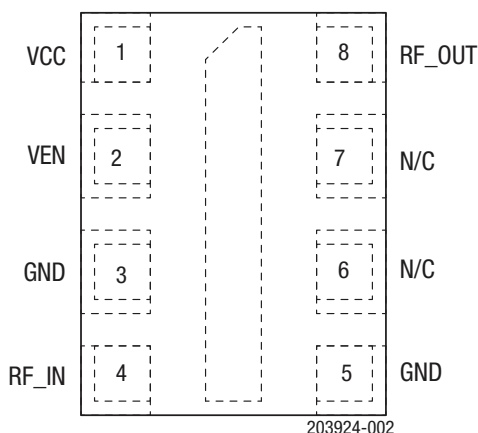 VCC 1 8 RF_OUT
VEN 2 7 N/C
GND 3 6 N/C
RF_IN 4 5 GND
203924-002